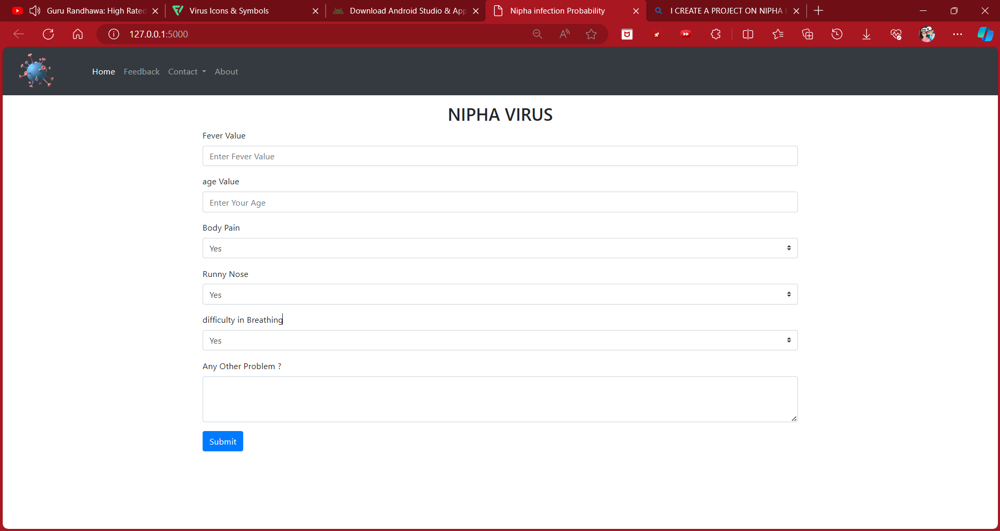 Guru Randhawa: High Rated
Virus Icons & Symbols
Download Android Studio & App
Nipha infection Probability
I CREATE A PROJECT ON NIPHA
127.0.0.1:5000
Home Feedback Contact About
NIPHA VIRUS
Fever Value
Enter Fever Value
age Value
Enter Your Age
Body Pain
Yes
Runny Nose
Yes
difficulty in Breathing
Yes
Any Other Problem ?
Submit